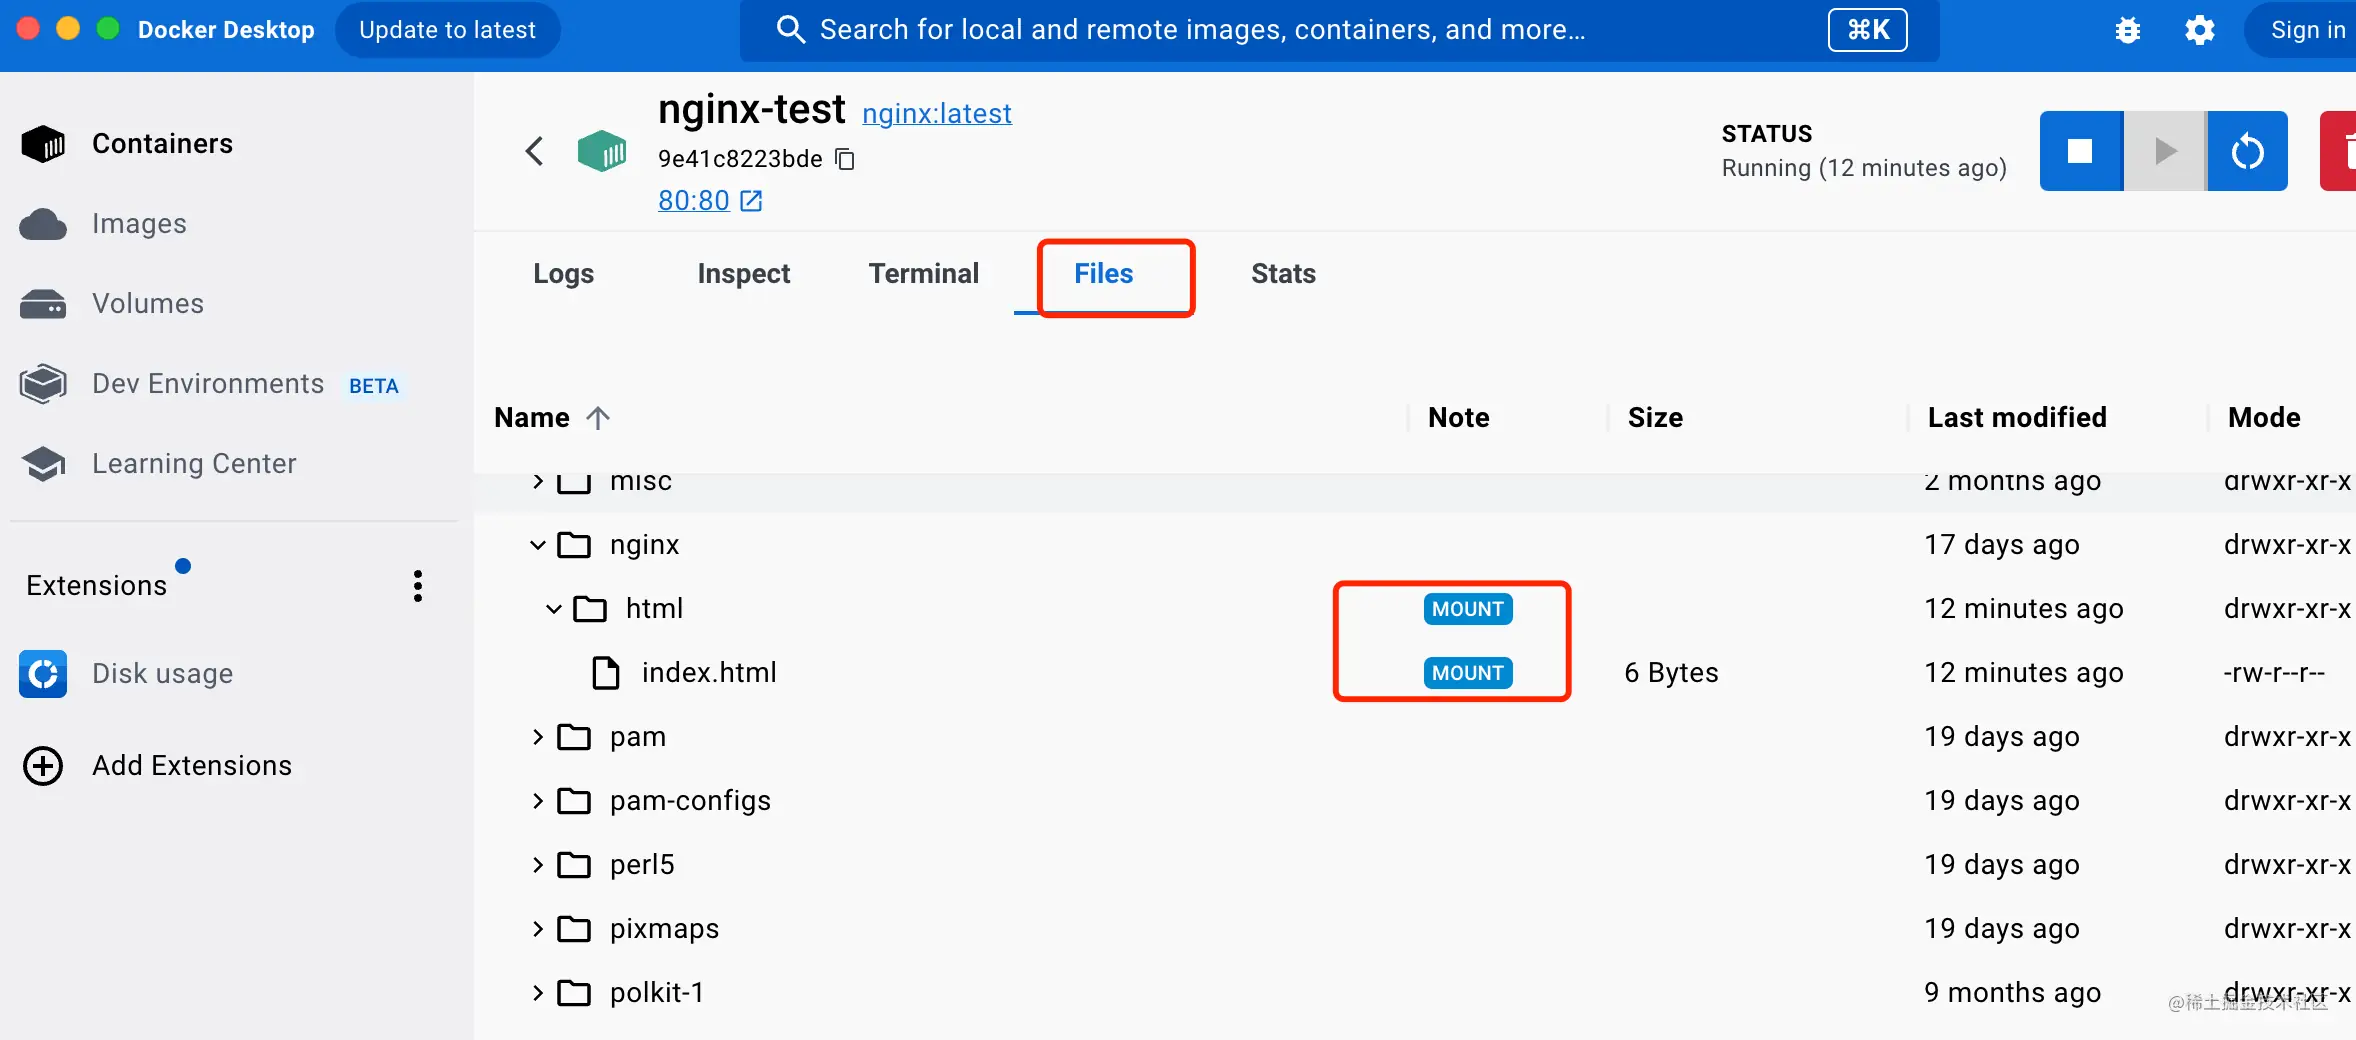 Docker Desktop Update to latest Search for local and remote images, containers, and more... ⌘K Sign in
Containers
Images
Volumes
Dev Environments BETA
Learning Center
Extensions
Disk usage
Add Extensions
nginx-test nginx:latest
9e41c8223bde
80:80
STATUS
Running (12 minutes ago)
Logs Inspect Terminal Files Stats
Name Note Size Last modified Mode
misc 2 months ago drwxr-xr-x
nginx 17 days ago drwxr-xr-x
html MOUNT 12 minutes ago drwxr-xr-x
index.html MOUNT 6 Bytes 12 minutes ago -rw-r--r--
pam 19 days ago drwxr-xr-x
pam-configs 19 days ago drwxr-xr-x
perl5 19 days ago drwxr-xr-x
pixmaps 19 days ago drwxr-xr-x
polkit-1 9 months ago drwxr-xr-x
@稀土掘金技术社区